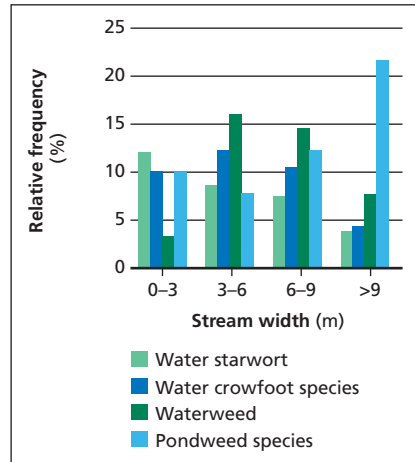 25
20
15
10
5
0
Relative frequency
(%)
0–3 3–6 6–9 >9
Stream width (m)
Water starwort
Water crowfoot species
Waterweed
Pondweed species